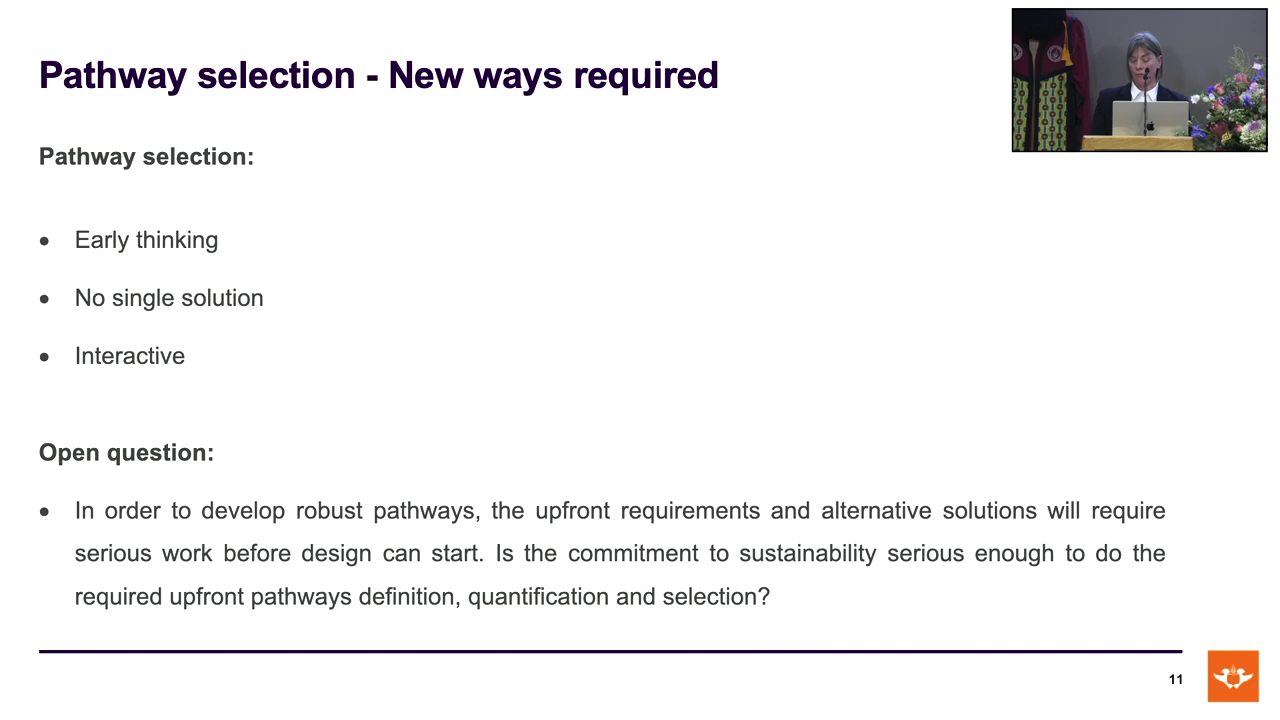 Pathway selection - New ways required
Pathway selection:
• Early thinking
• No single solution
• Interactive
Open question:
• In order to develop robust pathways, the upfront requirements and alternative solutions will require
serious work before design can start. Is the commitment to sustainability serious enough to do the
required upfront pathways definition, quantification and selection?
11